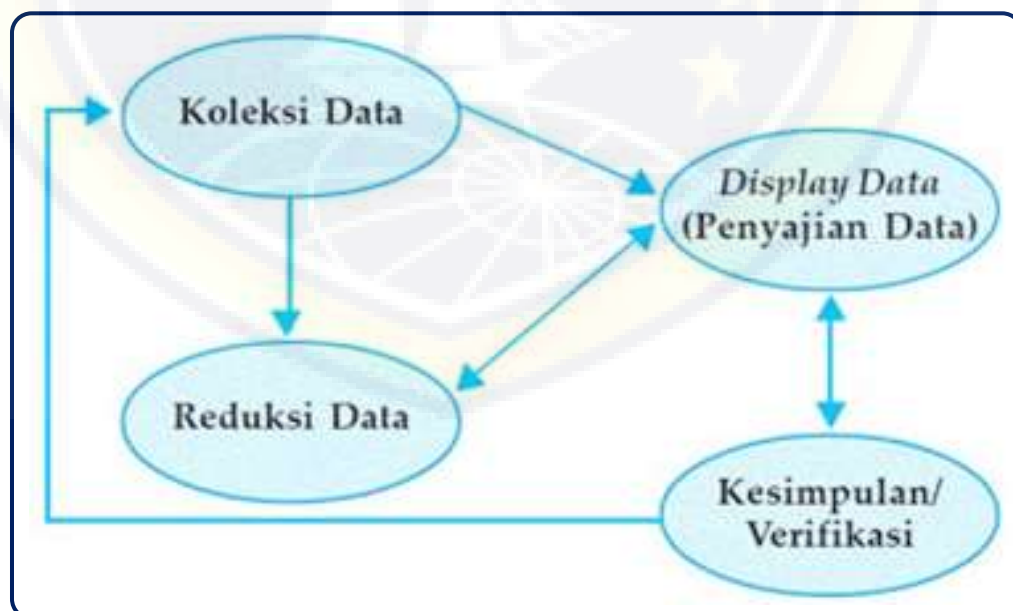 Koleksi Data
Display Data
(Penyajian Data)
Reduksi Data
Kesimpulan/
Verifikasi